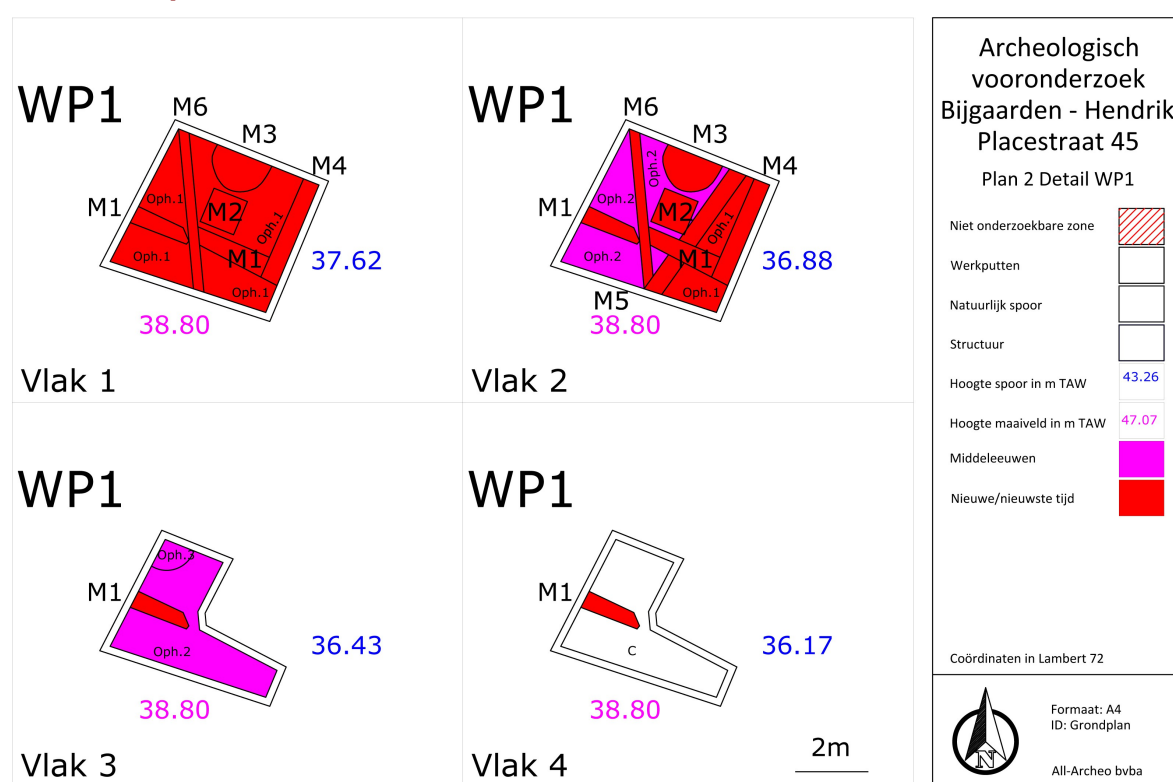 WP1
M6
M3
M4
M1
Oph.1
M2
Oph.1
Oph.1
M1
37.62
Oph.1
38.80
Vlak 1
WP1
M6
M3
M4
Oph.2
M1
Oph.2
M2
Oph.1
Oph.2
M1
36.88
Oph.1
M5
38.80
Vlak 2
WP1
Oph.3
M1
Oph.2
36.43
38.80
Vlak 3
WP1
M1
C
36.17
38.80
Vlak 4
2m
Archeologisch
vooronderzoek
Bijgaarden - Hendrik
Placestraat 45
Plan 2 Detail WP1
Niet onderzoekbare zone
Werkputten
Natuurlijk spoor
Structuur
Hoogte spoor in m TAW 43.26
Hoogte maaiveld in m TAW 47.07
Middeleeuwen
Nieuwe/nieuwste tijd
Coördinaten in Lambert 72
N
Formaat: A4
ID: Grondplan
All-Archeo bvba